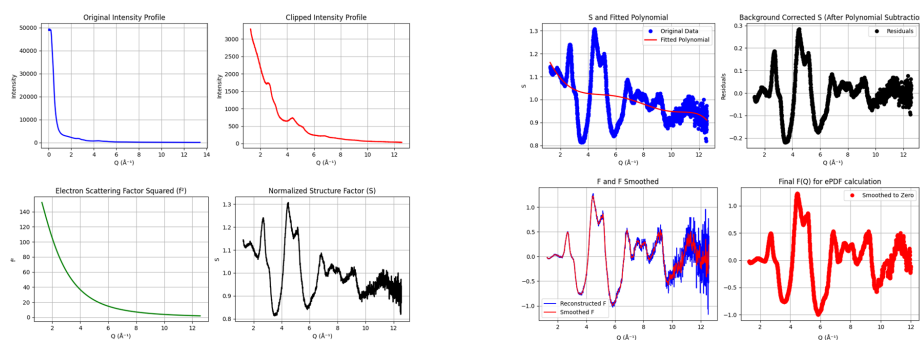 Original Intensity Profile
50000
40000
30000
20000
10000
0
Intensity
0 2 4 6 8 10 12 14
Q (Å⁻¹)
Clipped Intensity Profile
3000
2500
2000
1500
1000
500
0
Intensity
2 4 6 8 10 12
Q (Å⁻¹)
S and Fitted Polynomial
Original Data
Fitted Polynomial
1.3
1.2
1.1
1.0
0.9
0.8
S
2 4 6 8 10 12
Q (Å⁻¹)
Background Corrected S (After Polynomial Subtractio
Residuals
0.3
0.2
0.1
0.0
−0.1
−0.2
Residuals
2 4 6 8 10 12
Q (Å⁻¹)
Electron Scattering Factor Squared (f²)
160
140
120
100
80
60
40
20
0
f²
2 4 6 8 10 12
Q (Å⁻¹)
Normalized Structure Factor (S)
1.3
1.2
1.1
1.0
0.9
0.8
S
2 4 6 8 10 12
Q (Å⁻¹)
F and F Smoothed
1.0
0.5
0.0
−0.5
−1.0
Reconstructed F
Smoothed F
2 4 6 8 10 12
Q (Å⁻¹)
Final F(Q) for ePDF calculation
Smoothed to Zero
1.0
0.5
0.0
−0.5
−1.0
2 4 6 8 10 12
Q (Å⁻¹)